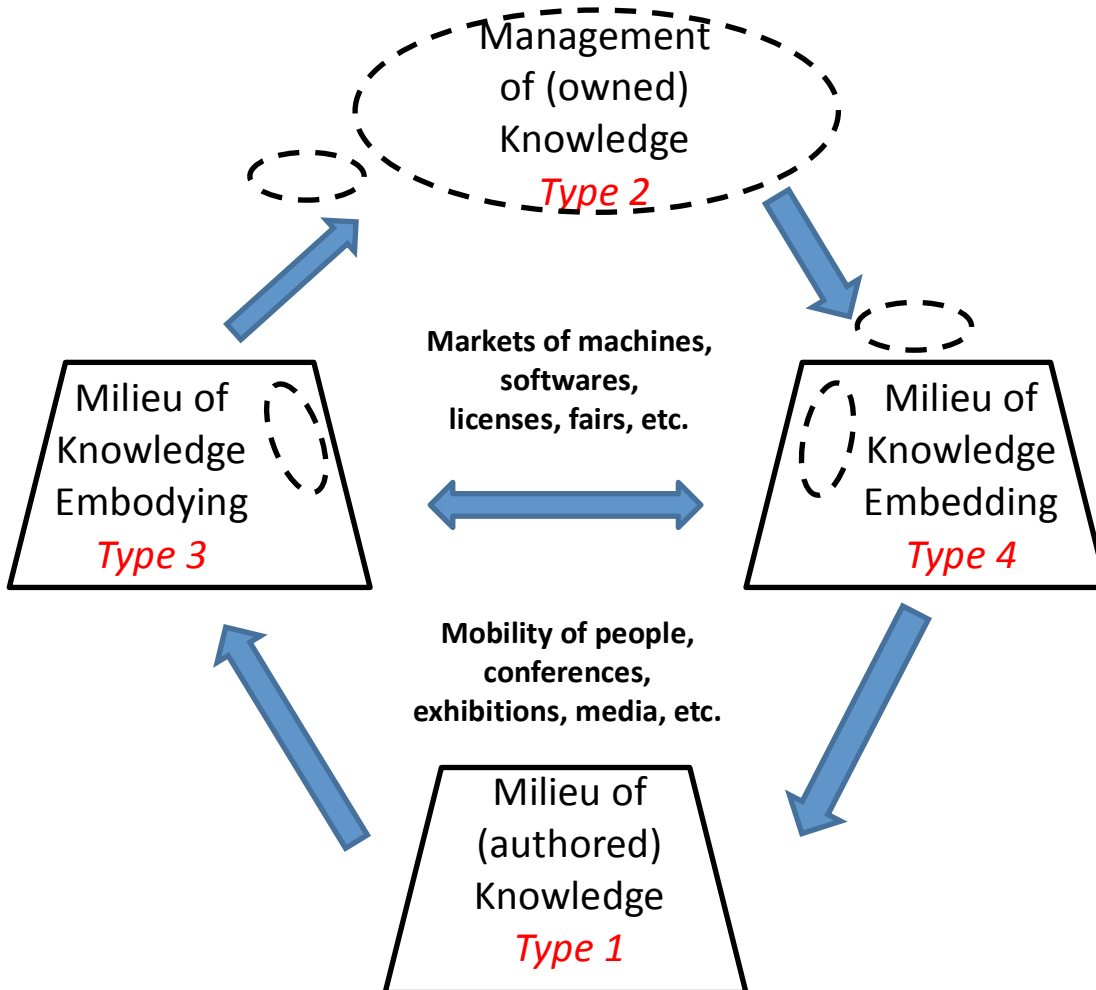 Management
of (owned)
Knowledge
Type 2
Markets of machines,
softwares,
licenses, fairs, etc.
Milieu of
Knowledge
Embodying
Type 3
Milieu of
Knowledge
Embedding
Type 4
Mobility of people,
conferences,
exhibitions, media, etc.
Milieu of
(authored)
Knowledge
Type 1